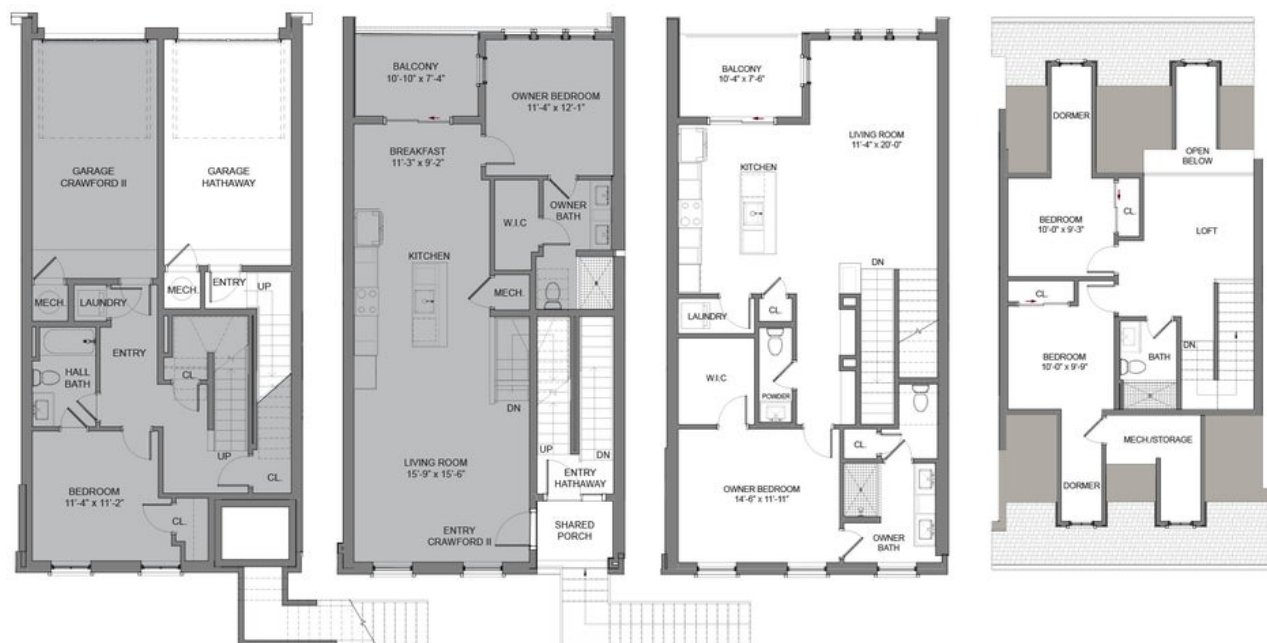 GARAGE
CRAWFORD II
GARAGE
HATHAWAY
MECH.
LAUNDRY
MECH.
ENTRY
UP
ENTRY
HALL
BATH
CL.
UP
CL.
BEDROOM
11'-4" x 11'-2"
CL.
BALCONY
10'-10" x 7'-4"
OWNER BEDROOM
11'-4" x 12'-1"
BREAKFAST
11'-3" x 9'-2"
W.I.C
OWNER
BATH
KITCHEN
MECH.
DN
UP
DN
LIVING ROOM
15'-9" x 15'-6"
ENTRY
HATHAWAY
ENTRY
CRAWFORD II
SHARED
PORCH
BALCONY
10'-4" x 7'-6"
LIVING ROOM
11'-4" x 20'-0"
KITCHEN
DN
LAUNDRY
CL.
W.I.C
POWDER
CL.
OWNER BEDROOM
14'-6" x 11'-11"
OWNER
BATH
DORMER
OPEN
BELOW
BEDROOM
10'-0" x 9'-3"
CL.
LOFT
CL.
BEDROOM
10'-0" x 9'-9"
BATH
DN.
MECH./STORAGE
DORMER